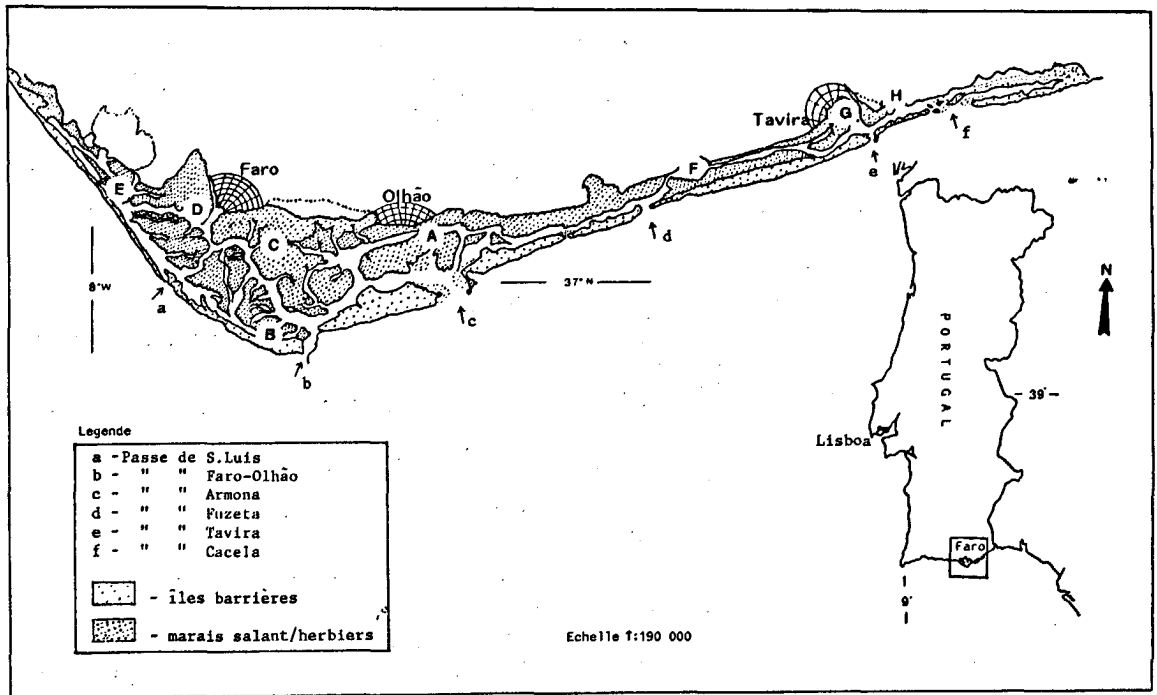 H
Tavira
G
f
Faro
F
e
E
Olhão
D
A
d
C
37° N
8°W
a
c
B
b
N
PORTUGAL
39°
Lisboa
Faro
9°
Legende
a -Passe de S.Luis
b - " " Faro-Olhão
c - " " Armona
d - " " Fuzeta
e - " " Tavira
f - " " Cacela
- îles barrières
- marais salant/herbiers
Echelle 1:190 000